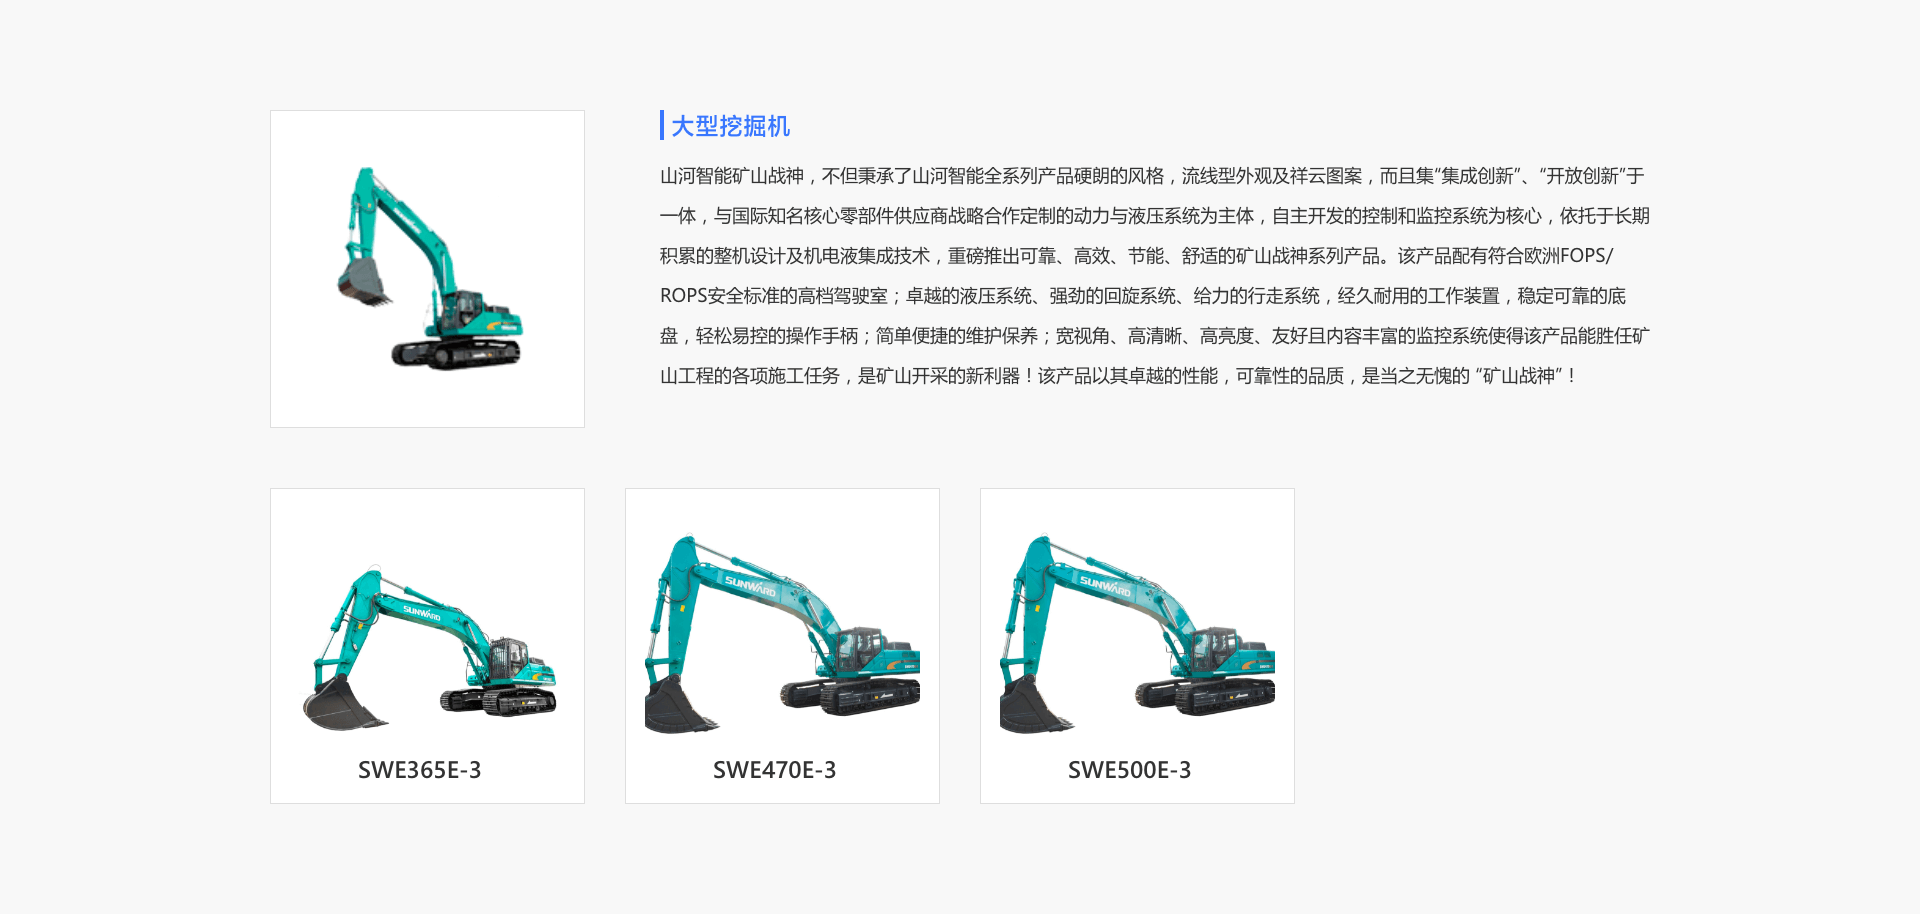 大型挖掘机
山河智能矿山战神，不但秉承了山河智能全系列产品硬朗的风格，流线型外观及祥云图案，而且集“集成创新”、“开放创新”于
一体，与国际知名核心零部件供应商战略合作定制的动力与液压系统为主体，自主开发的控制和监控系统为核心，依托于长期
积累的整机设计及机电液集成技术，重磅推出可靠、高效、节能、舒适的矿山战神系列产品。该产品配有符合欧洲FOPS/
ROPS安全标准的高档驾驶室；卓越的液压系统、强劲的回旋系统、给力的行走系统，经久耐用的工作装置，稳定可靠的底
盘，轻松易控的操作手柄；简单便捷的维护保养；宽视角、高清晰、高亮度、友好且内容丰富的监控系统使得该产品能胜任矿
山工程的各项施工任务，是矿山开采的新利器！该产品以其卓越的性能，可靠性的品质，是当之无愧的 “矿山战神”！
SUNWARD
SUNWARD
SUNWARD
SWE365E-3
SWE470E-3
SWE500E-3